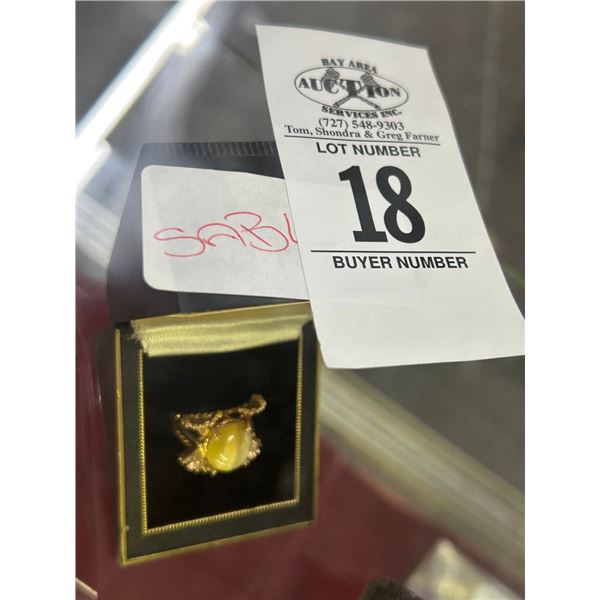 BAY AREA
AUCTION
SERVICES INC.
(727) 548-9303
Tom, Shondra & Greg Farner
LOT NUMBER
18
BUYER NUMBER